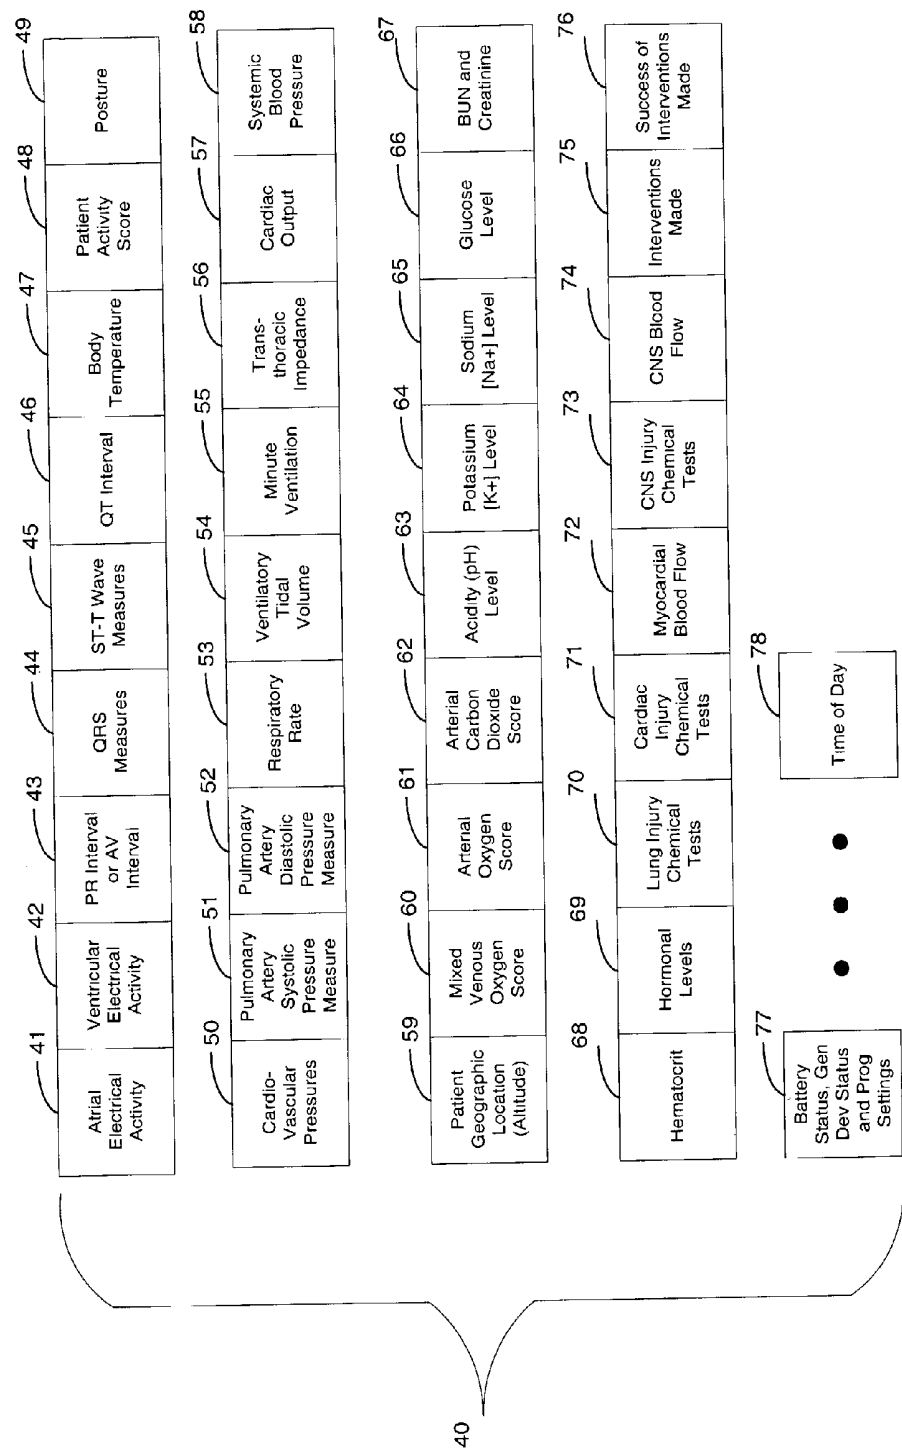 41
42
43
44
45
46
47
48
49
Atrial
Electrical
Activity
Ventricular
Electrical
Activity
PR Interval
or AV
Interval
QRS
Measures
ST-T Wave
Measures
QT Interval
Body
Temperature
Patient
Activity
Score
Posture
50
51
52
53
54
55
56
57
58
Cardio-
Vascular
Pressures
Pulmonary
Artery
Systolic
Pressure
Measure
Pulmonary
Artery
Diastolic
Pressure
Measure
Respiratory
Rate
Ventilatory
Tidal
Volume
Minute
Ventilation
Trans-
thoracic
Impedance
Cardiac
Output
Systemic
Blood
Pressure
59
60
61
62
63
64
65
66
67
Patient
Geographic
Location
(Altitude)
Mixed
Venous
Oxygen
Score
Arterial
Oxygen
Score
Arterial
Carbon
Dioxide
Score
Acidity (pH)
Level
Potassium
[K+] Level
Sodium
[Na+] Level
Glucose
Level
BUN and
Creatinine
68
69
70
71
72
73
74
75
76
Hematocrit
Hormonal
Levels
Lung Injury
Chemical
Tests
Cardiac
Injury
Chemical
Tests
Myocardial
Blood Flow
CNS Injury
Chemical
Tests
CNS Blood
Flow
Interventions
Made
Success of
Interventions
Made
77
78
Battery
Status, Gen
Dev Status
and Prog
Settings
Time of Day
40